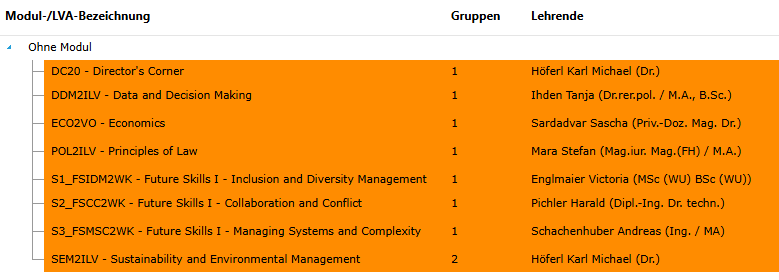 Modul-/LVA-Bezeichnung Gruppen Lehrende
Ohne Modul
DC20 - Director's Corner 1 Höferl Karl Michael (Dr.)
DDM2ILV - Data and Decision Making 1 Ihden Tanja (Dr.rer.pol. / M.A., B.Sc.)
ECO2VO - Economics 1 Sardadvar Sascha (Priv.-Doz. Mag. Dr.)
POL2ILV - Principles of Law 1 Mara Stefan (Mag.iur. Mag.(FH) / M.A.)
S1_FSIDM2WK - Future Skills I - Inclusion and Diversity Management 1 Englmaier Victoria (MSc (WU) BSc (WU))
S2_FSCC2WK - Future Skills I - Collaboration and Conflict 1 Pichler Harald (Dipl.-Ing. Dr. techn.)
S3_FSMSC2WK - Future Skills I - Managing Systems and Complexity 1 Schachenhuber Andreas (Ing. / MA)
SEM2ILV - Sustainability and Environmental Management 2 Höferl Karl Michael (Dr.)